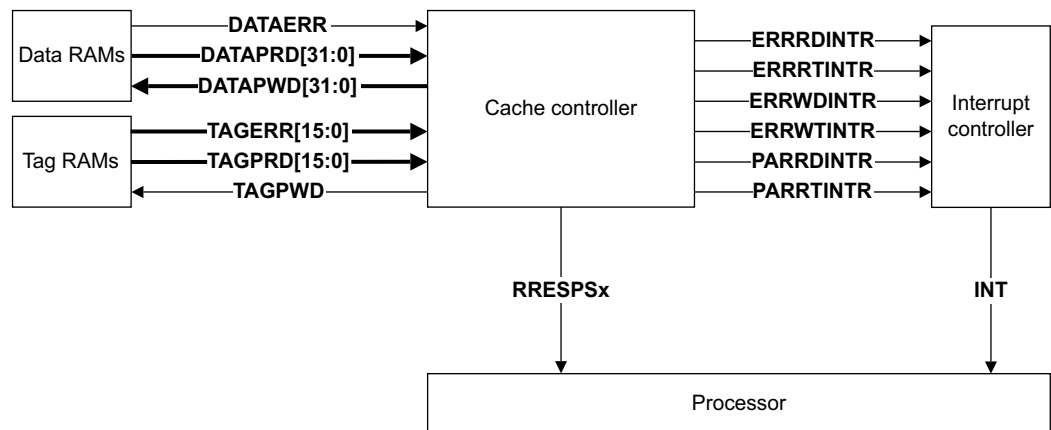 Data RAMs
DATAERR
DATAPRD[31:0]
DATAPWD[31:0]
Tag RAMs
TAGERR[15:0]
TAGPRD[15:0]
TAGPWD
Cache controller
ERRRDINTR
ERRRTINTR
ERRWDINTR
ERRWTINTR
PARRDINTR
PARRTINTR
Interrupt
controller
RRESPSx
INT
Processor